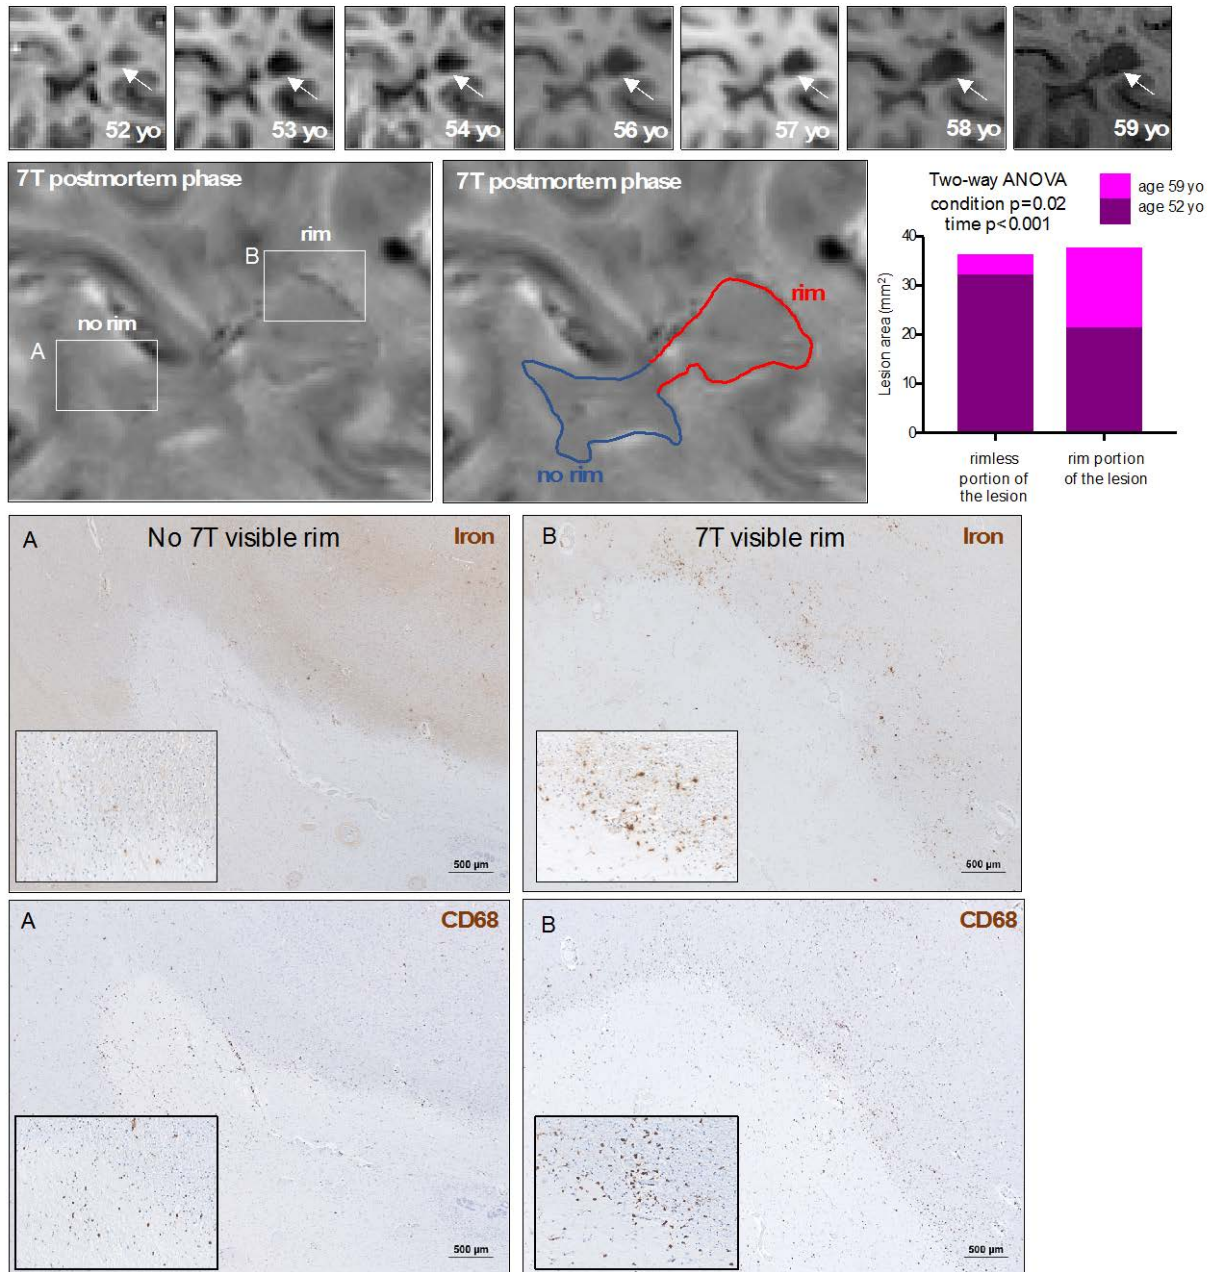 52 yo
53 yo
54 yo
56 yo
57 yo
58 yo
59 yo
7T postmortem phase
rim
B
no rim
A
7T postmortem phase
rim
no rim
Two-way ANOVA
condition p=0.02
time p<0.001
age 59 yo
age 52 yo
Lesion area (mm²)
40
30
20
10
0
rimless
portion of
the lesion
rim portion
of the lesion
A
No 7T visible rim
Iron
500 µm
B
7T visible rim
Iron
500 µm
A
CD68
500 µm
B
CD68
500 µm